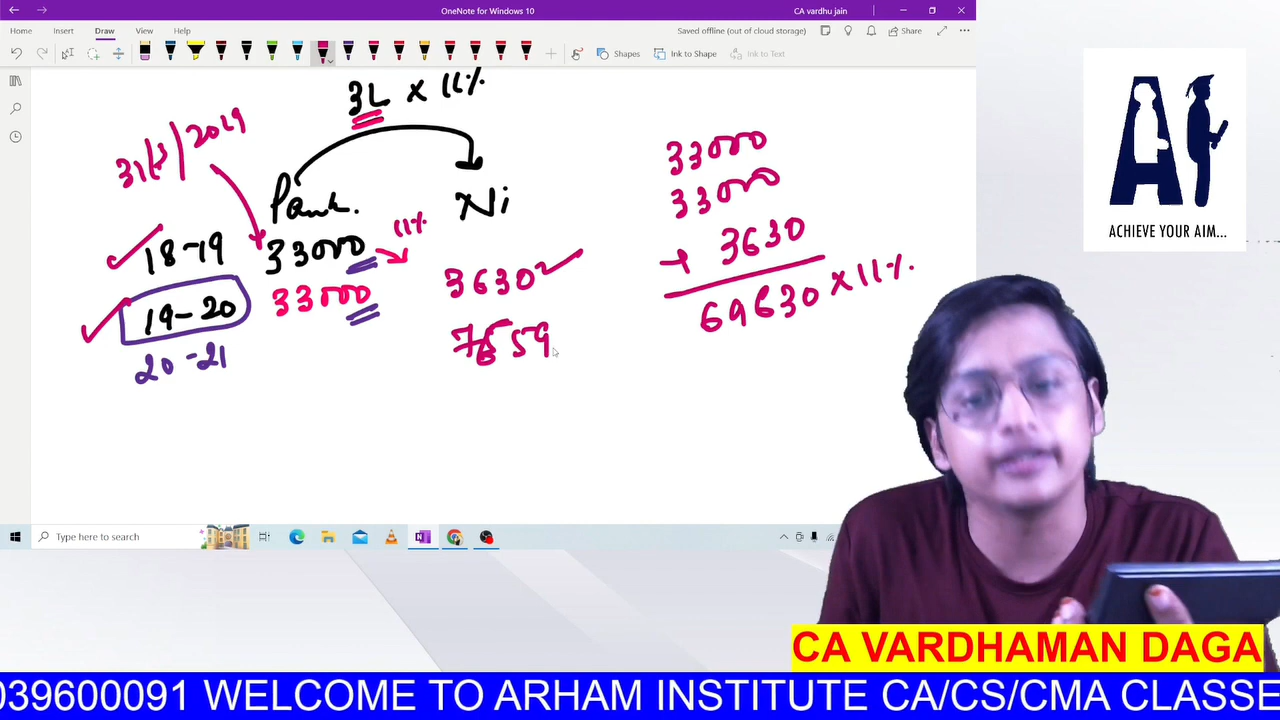 OneNote for Windows 10
CA vardhu jain
Home Insert Draw View Help
Saved offline (out of cloud storage)
Share
Shapes
Ink to Shape
Ink to Text
3L x 11%
31/3/2019
Pank.
Ni
11%
18-19 33000
3630
19-20 33000
7659
20-21
33000
33000
+ 3630
69630 x 11%
ACHIEVE YOUR AIM...
Type here to search
CA VARDHAMAN DAGA
039600091 WELCOME TO ARHAM INSTITUTE CA/CS/CMA CLASSE